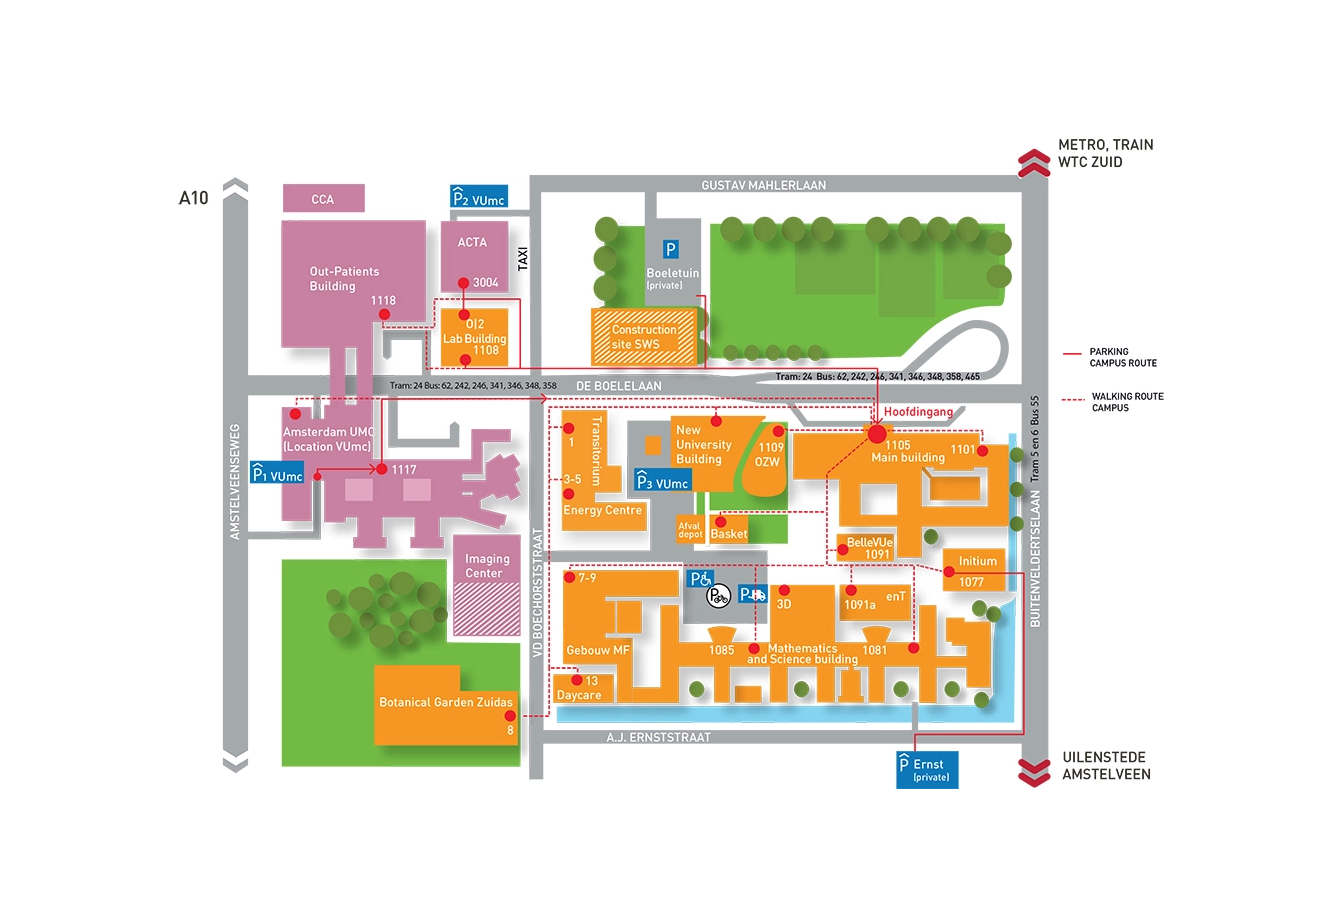 METRO, TRAIN
WTC ZUID
A10
CCA
P2 VUmc
GUSTAV MAHLERLAAN
ACTA
TAXI
3004
Out-Patients
Building
1118
P
Boeletuin
(private)
O|2
Lab Building
1108
Construction
site SWS
PARKING
CAMPUS ROUTE
Tram: 24 Bus: 62, 242, 246, 341, 346, 348, 358
DE BOELELAAN
Tram: 24 Bus: 62, 242, 246, 341, 346, 348, 358, 465
WALKING ROUTE
CAMPUS
Hoofdingang
Amsterdam UMC
(Location VUmc)
P1 VUmc
1117
AMSTELVEENSEWEG
1
Transitorium
3-5
Energy Centre
New
University
Building
P3 VUmc
1109
OZW
1105
Main building
1101
Tram 5 en 6 Bus 55
BUITENVELDERTSELAAN
Afval
depot
Basket
BelleVUe
1091
Initium
1077
Imaging
Center
VD BOECHORSTSTRAAT
7-9
Gebouw MF
P
P
P
3D
1091a
enT
1085
Mathematics
and Science building
1081
13
Daycare
Botanical Garden Zuidas
8
A.J. ERNSTSTRAAT
P Ernst
(private)
UILENSTEDE
AMSTELVEEN